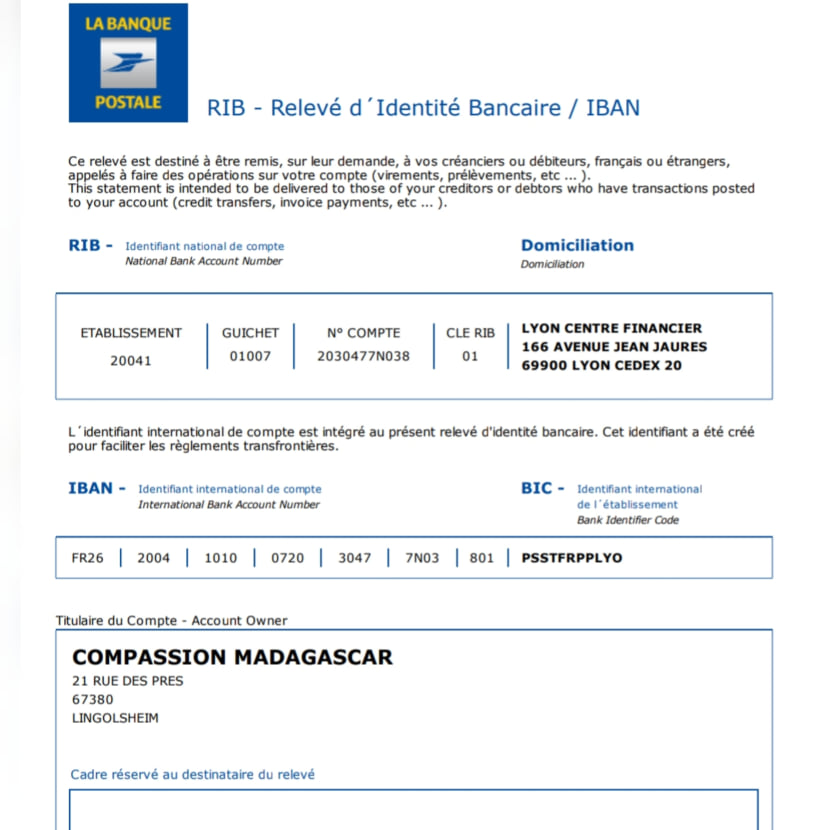 LA BANQUE
POSTALE
RIB - Relevé d´Identité Bancaire / IBAN
Ce relevé est destiné à être remis, sur leur demande, à vos créanciers ou débiteurs, français ou étrangers,
appelés à faire des opérations sur votre compte (virements, prélèvements, etc ... ).
This statement is intended to be delivered to those of your creditors or debtors who have transactions posted
to your account (credit transfers, invoice payments, etc ... ).
RIB - Identifiant national de compte
National Bank Account Number
Domiciliation
Domiciliation
ETABLISSEMENT GUICHET N° COMPTE CLE RIB
20041 01007 2030477N038 01
LYON CENTRE FINANCIER
166 AVENUE JEAN JAURES
69900 LYON CEDEX 20
L´identifiant international de compte est intégré au présent relevé d'identité bancaire. Cet identifiant a été créé
pour faciliter les règlements transfrontières.
IBAN - Identifiant international de compte
International Bank Account Number
BIC - Identifiant international
de l´établissement
Bank Identifier Code
FR26 2004 1010 0720 3047 7N03 801 PSSTFRPPLYO
Titulaire du Compte - Account Owner
COMPASSION MADAGASCAR
21 RUE DES PRES
67380
LINGOLSHEIM
Cadre réservé au destinataire du relevé